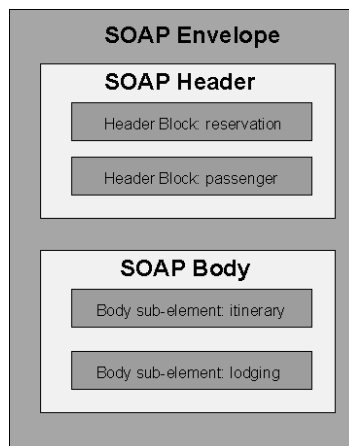 SOAP Envelope
SOAP Header
Header Block: reservation
Header Block: passenger
SOAP Body
Body sub-element: itinerary
Body sub-element: lodging